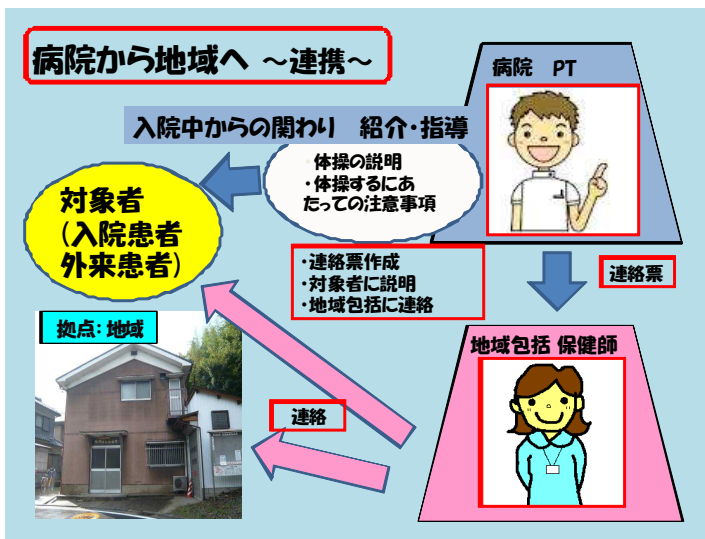 病院から地域へ ～連携～
病院 PT
入院中からの関わり 紹介・指導
・体操の説明
・体操するにあ
たっての注意事項
対象者
(入院患者
外来患者)
・連絡票作成
・対象者に説明
・地域包括に連絡
連絡票
拠点:地域
地域包括 保健師
連絡